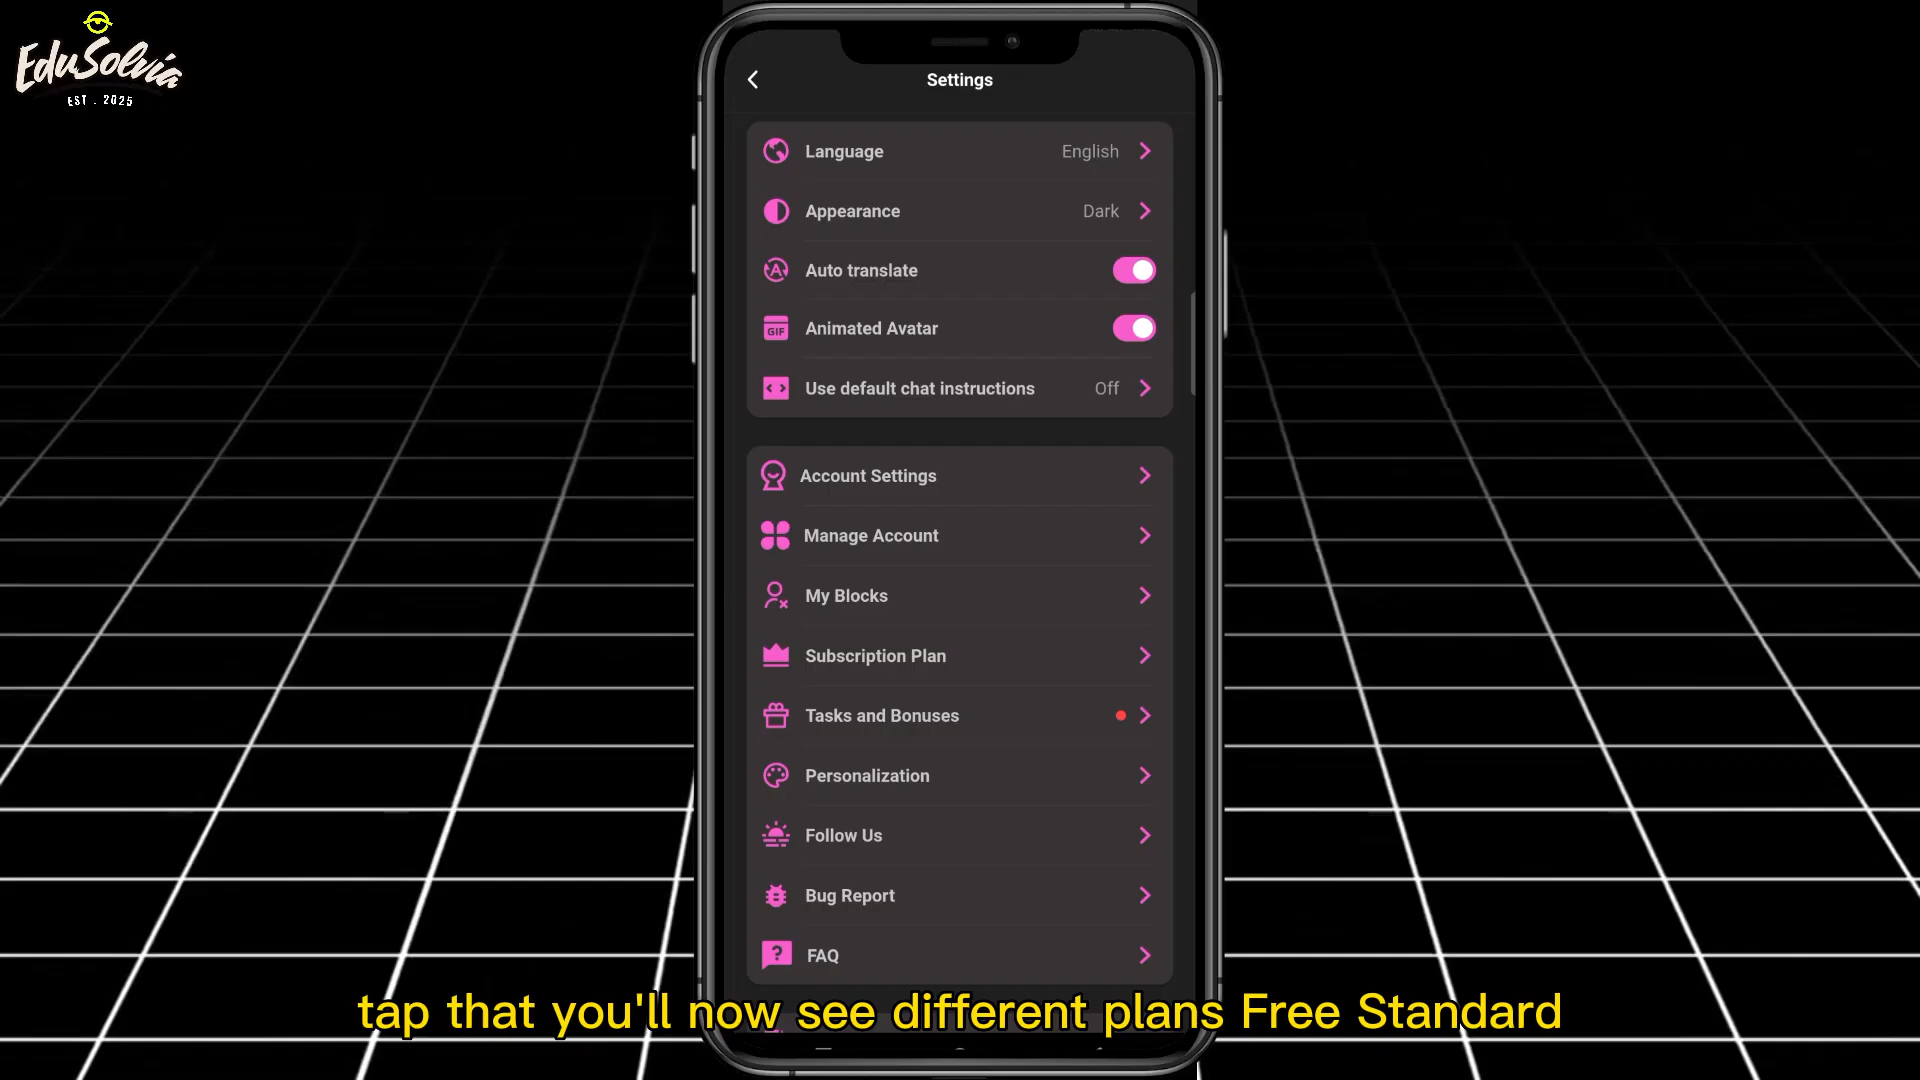 EduSolvia
EST . 2025
Settings
Language English
Appearance Dark
Auto translate
GIF Animated Avatar
Use default chat instructions Off
Account Settings
Manage Account
My Blocks
Subscription Plan
Tasks and Bonuses
Personalization
Follow Us
Bug Report
? FAQ
tap that you'll now see different plans Free Standard